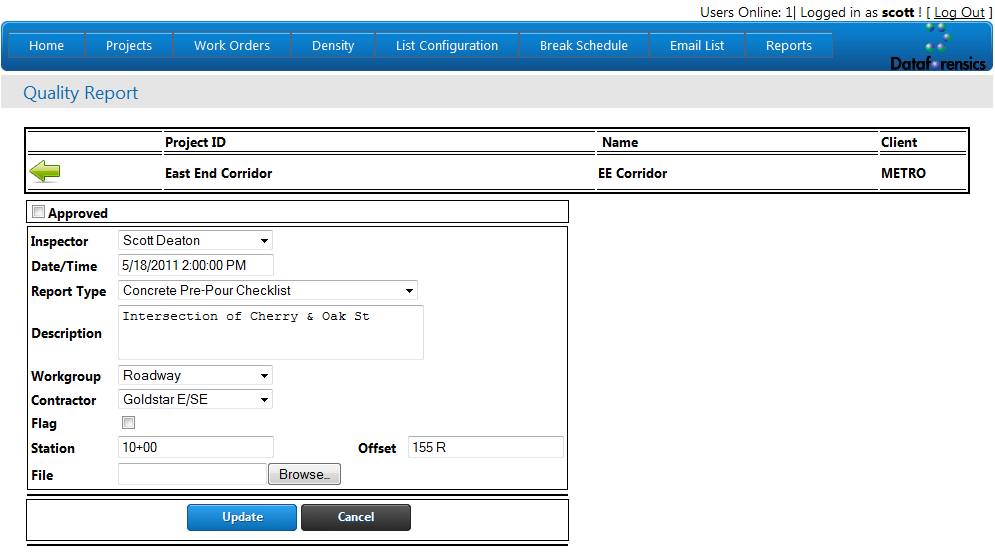 Users Online: 1| Logged in as scott ! [ Log Out ]
Home Projects Work Orders Density List Configuration Break Schedule Email List Reports
Dataforensics
Quality Report
Project ID Name Client
East End Corridor EE Corridor METRO
Approved
Inspector Scott Deaton
Date/Time 5/18/2011 2:00:00 PM
Report Type Concrete Pre-Pour Checklist
Description Intersection of Cherry & Oak St
Workgroup Roadway
Contractor Goldstar E/SE
Flag
Station 10+00 Offset 155 R
File Browse...
Update Cancel